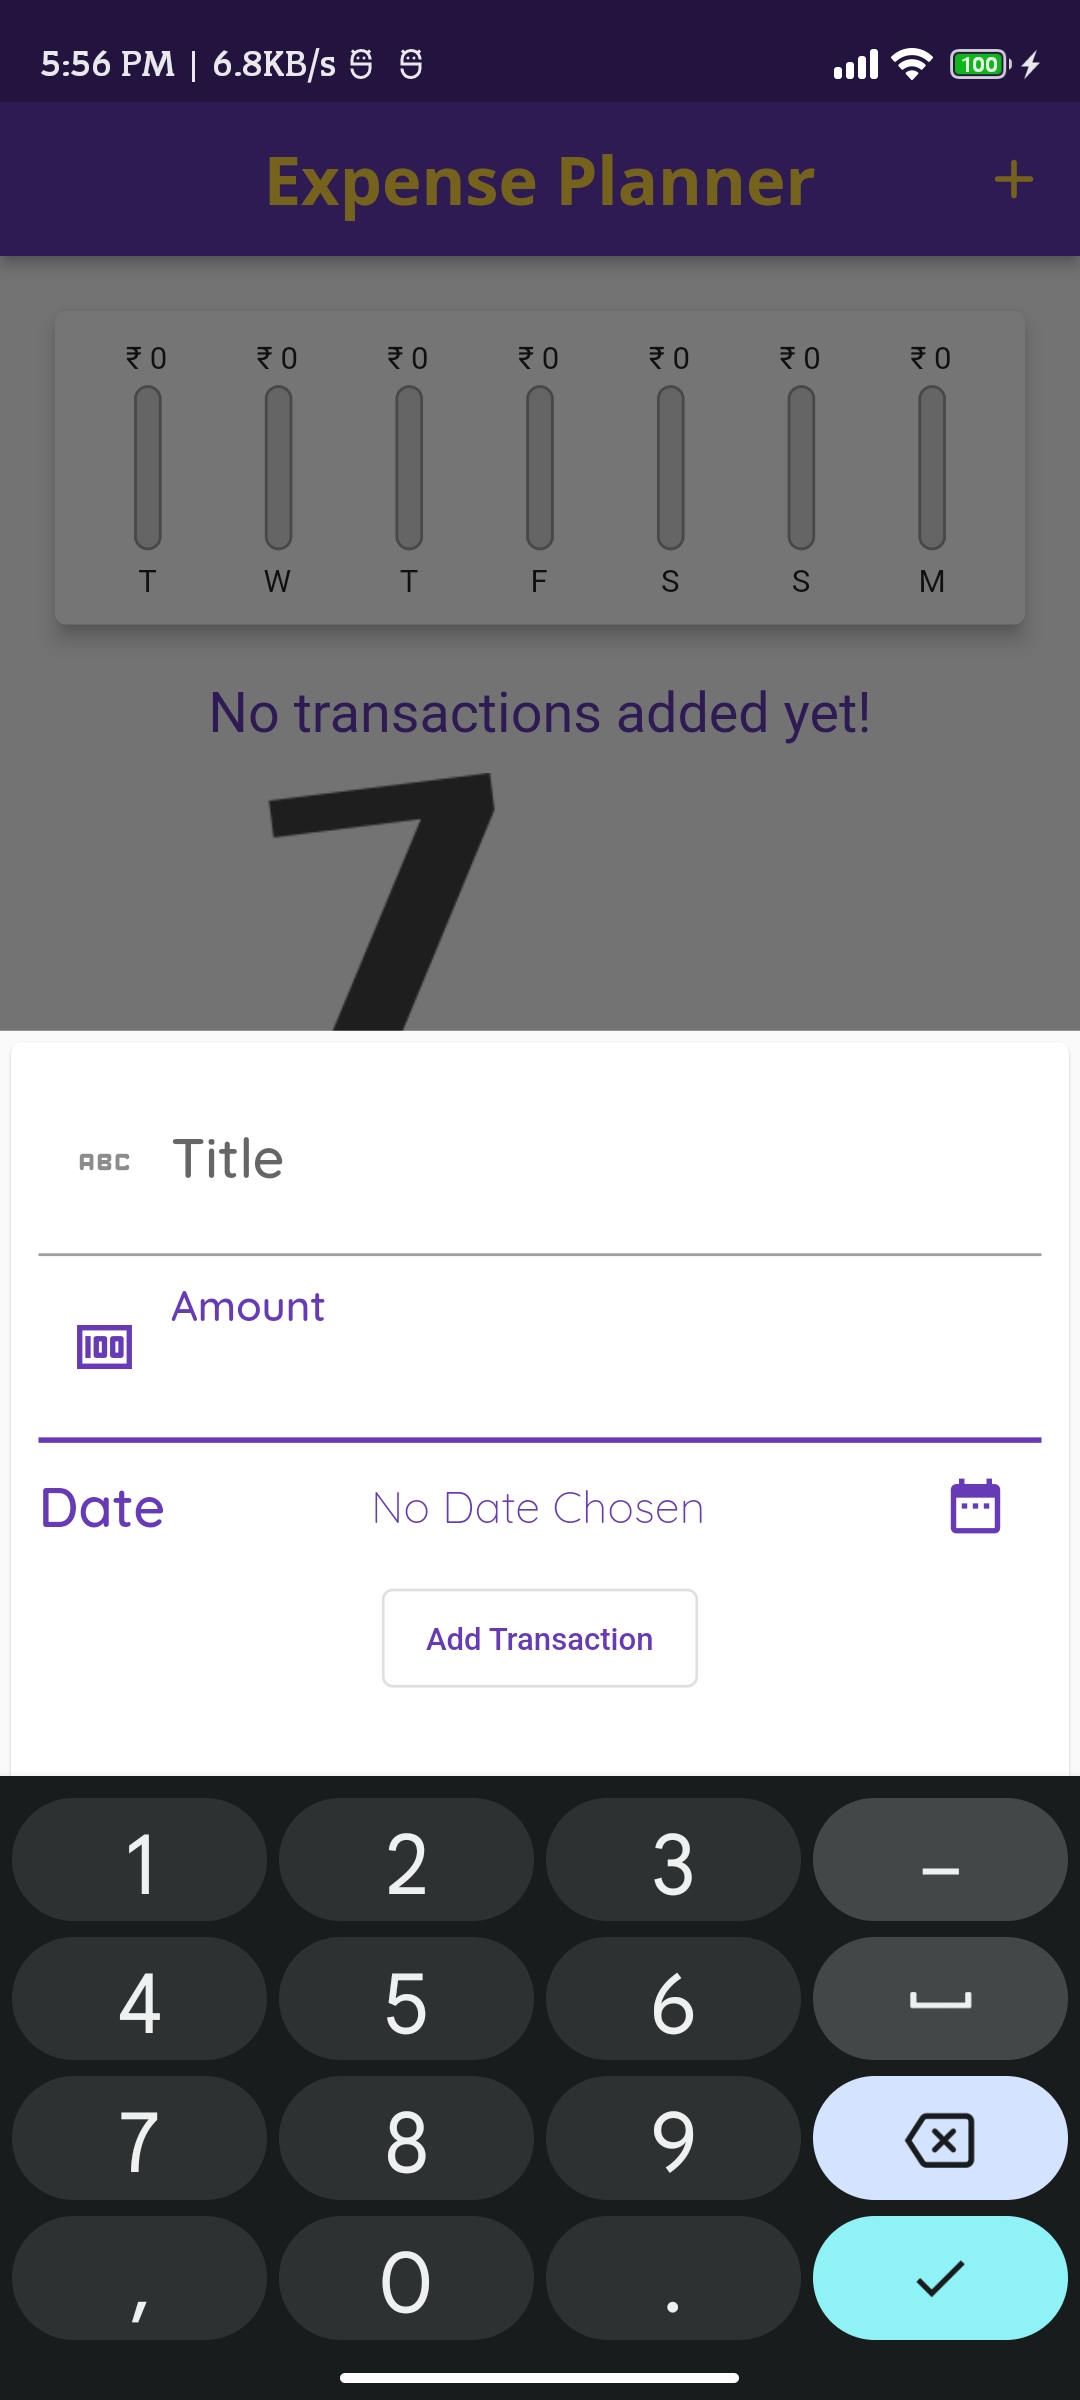 5:56 PM | 6.8KB/s 100
Expense Planner +
₹ 0 ₹ 0 ₹ 0 ₹ 0 ₹ 0 ₹ 0 ₹ 0
T W T F S S M
No transactions added yet!
ABC Title
100 Amount
Date No Date Chosen
Add Transaction
1 2 3 –
4 5 6
7 8 9
, 0 .